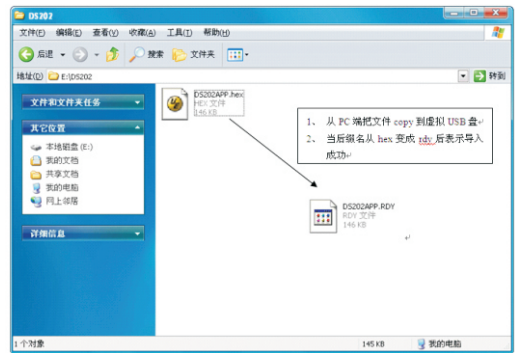 DS202
文件(F) 编辑(E) 查看(V) 收藏(A) 工具(T) 帮助(H)
后退 搜索 文件夹
地址(D) E:\DS202 转到
文件和文件夹任务
其它位置
本地磁盘 (E:)
我的文档
共享文档
我的电脑
网上邻居
详细信息
DS202APP.hex
HEX 文件
146 KB
1、 从 PC 端把文件 copy 到虚拟 USB 盘
2、 当后缀名从 hex 变成 rdy 后表示导入
成功
DS202APP.RDY
RDY 文件
146 KB
1 个对象 145 KB 我的电脑